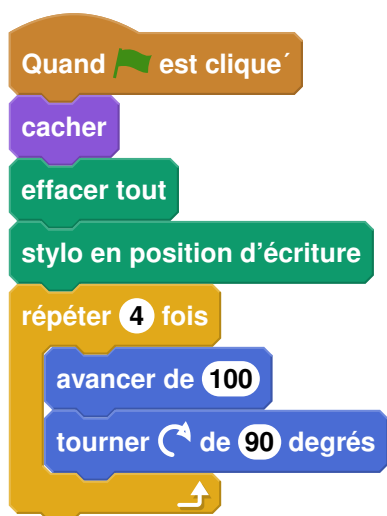 Quand est clique´
cacher
effacer tout
stylo en position d'écriture
répéter 4 fois
avancer de 100
tourner de 90 degrés